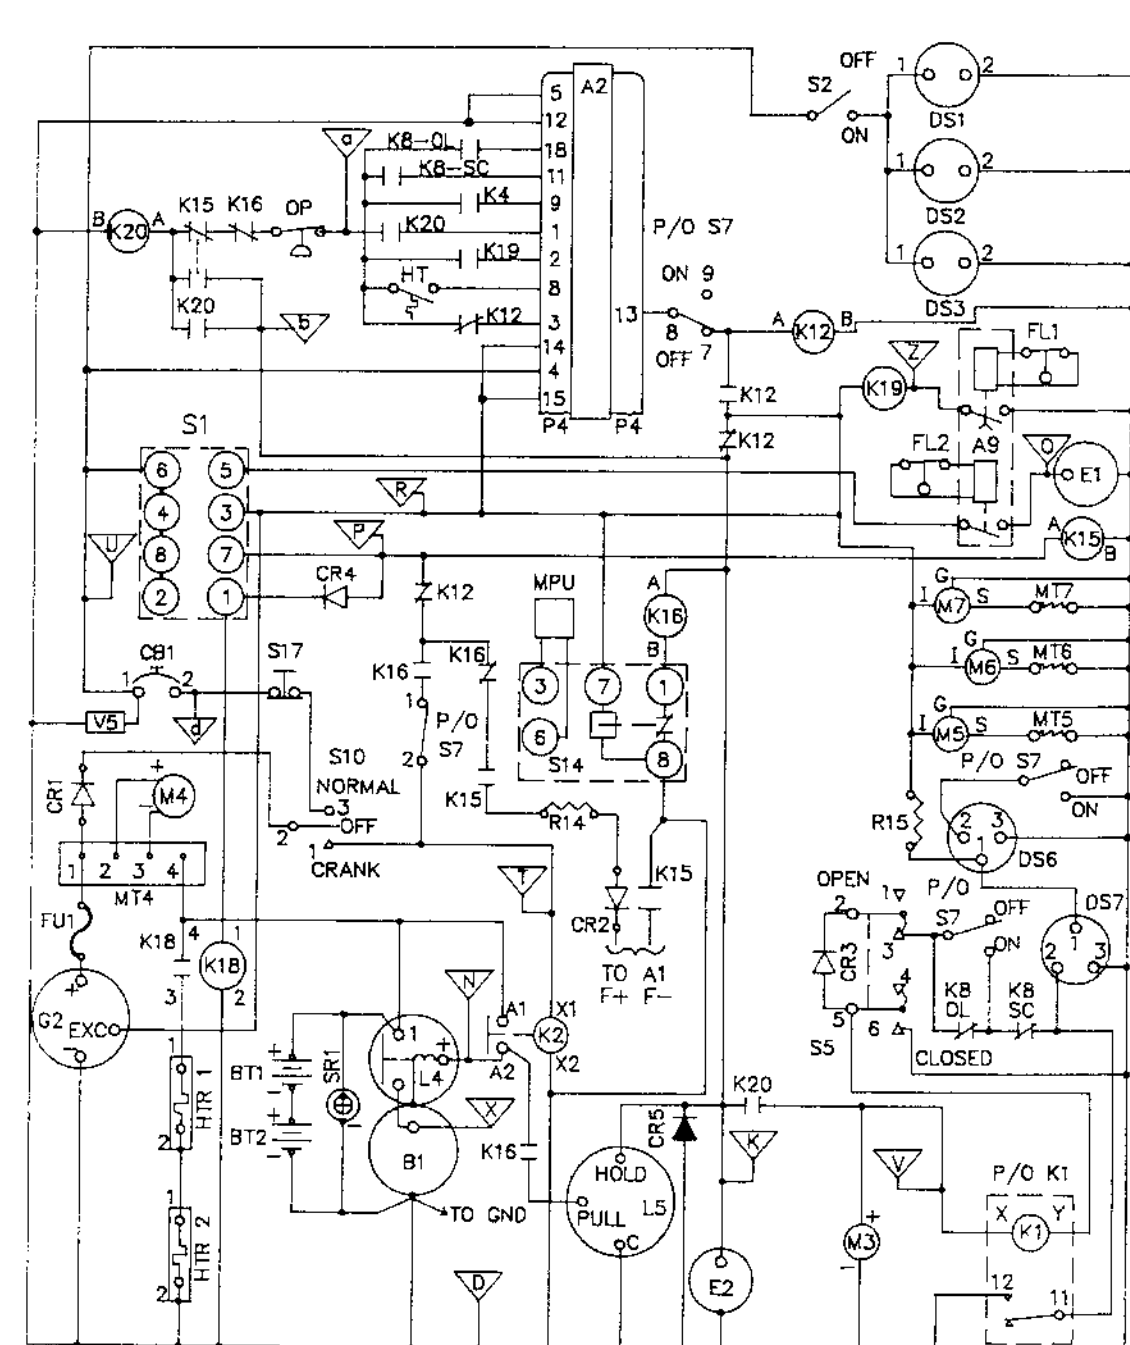 OFF
S2
ON
1 2
DS1
1 2
DS2
1 2
DS3
A2
5
12
18
11
9
1
2
8
3
14
4
15
13
P4 P4
a
K8-OL
K8-SC
K4
K20
K19
HT
K12
B K20 A K15 K16 OP
K20
b
P/O S7
ON 9
8
OFF 7
A K12 B
K12
K12
Z
K19
FL1
FL2
A9
O
E1
A K15 B
S1
6 5
4 3
8 7
2 1
U
R
P
CR4
K12
MPU
A
K16
B
G
I M7 S MT7
G
I M6 S MT6
G
I M5 S MT5
CB1
1 2
S17
V5
d
K16
K16
1
P/O
S7
2
3 7 1
6 8
S14
S10
NORMAL
3
OFF
2
1
CRANK
K15
R14
CR1
+
M4
-
1 2 3 4
MT4
P/O S7
OFF
ON
R15
2 3
1
DS6
T
K15
CR2
TO A1
F+ F-
OPEN
2
1
3
CR3
4
5
6
S5
CLOSED
P/O
S7
OFF
ON
K8
OL
K8
SC
DS7
1
2 3
FU1
4
K18
3
1
K18
2
+
G2
EXC
-
N
A1
X1
K2
X2
A2
1
L4
+
+
BT1
-
+
BT2
-
SR1
-
X
B1
TO GND
1
HTR 1
2
1
HTR 2
2
K16
HOLD
PULL L5
C
CR5
K20
K
E2
D
V
+
M3
-
P/O K1
X Y
K1
12
11